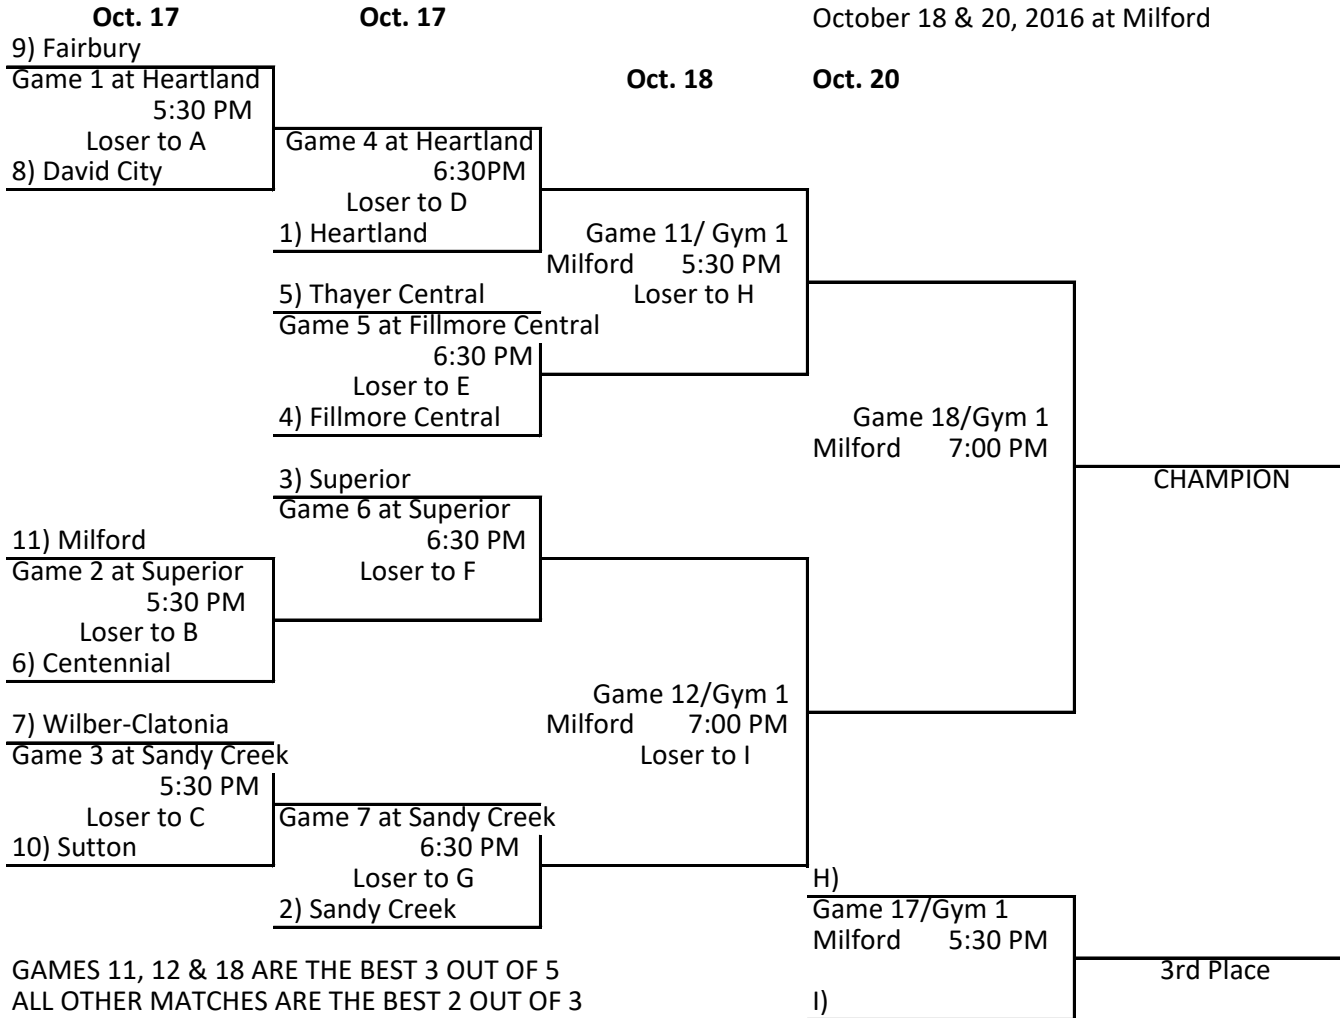 Oct. 17
Oct. 17
October 18 & 20, 2016 at Milford
9) Fairbury
Game 1 at Heartland
5:30 PM
Loser to A
8) David City
Oct. 18
Oct. 20
Game 4 at Heartland
6:30PM
Loser to D
1) Heartland
Game 11/ Gym 1
Milford 5:30 PM
Loser to H
5) Thayer Central
Game 5 at Fillmore Central
6:30 PM
Loser to E
4) Fillmore Central
Game 18/Gym 1
Milford 7:00 PM
CHAMPION
3) Superior
Game 6 at Superior
6:30 PM
Loser to F
11) Milford
Game 2 at Superior
5:30 PM
Loser to B
6) Centennial
Game 12/Gym 1
Milford 7:00 PM
Loser to I
7) Wilber-Clatonia
Game 3 at Sandy Creek
5:30 PM
Loser to C
10) Sutton
Game 7 at Sandy Creek
6:30 PM
Loser to G
2) Sandy Creek
H)
Game 17/Gym 1
Milford 5:30 PM
3rd Place
I)
GAMES 11, 12 & 18 ARE THE BEST 3 OUT OF 5
ALL OTHER MATCHES ARE THE BEST 2 OUT OF 3